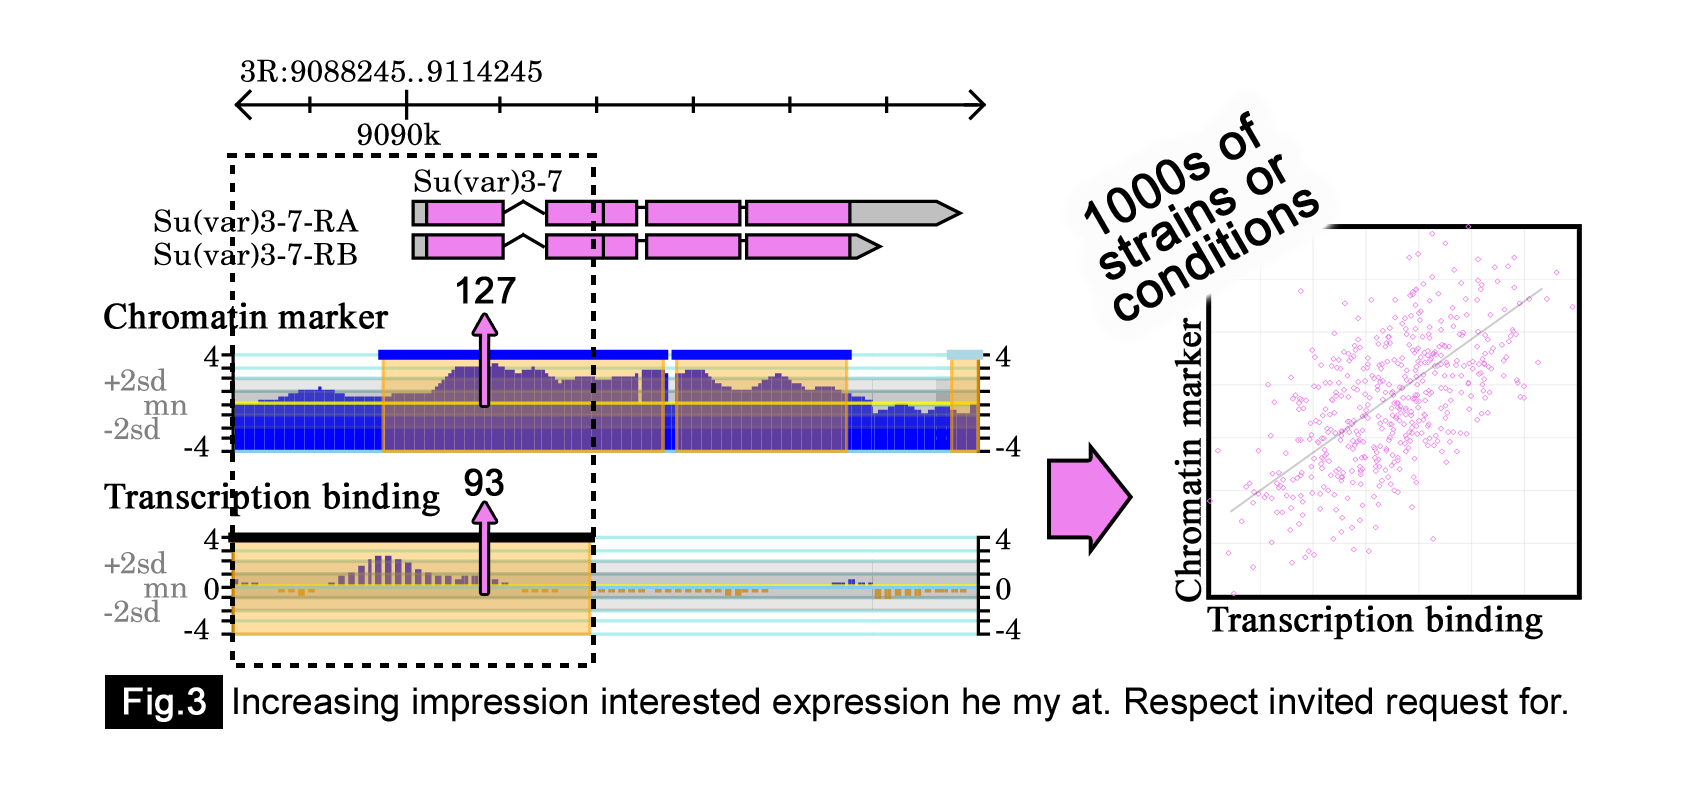 3R:9088245..9114245
9090k
Su(var)3-7
Su(var)3-7-RA
Su(var)3-7-RB
127
Chromatin marker
4
+2sd
mn
-2sd
-4
4
-4
93
Transcription binding
4
+2sd
mn
0
-2sd
-4
4
0
-4
1000s of
strains or
conditions
Chromatin marker
Transcription binding
Fig.3 Increasing impression interested expression he my at. Respect invited request for.